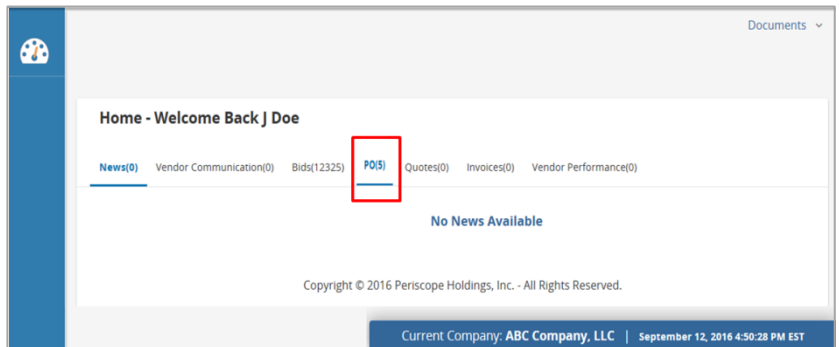 Documents
Home - Welcome Back J Doe
News(0) Vendor Communication(0) Bids(12325) PO(5) Quotes(0) Invoices(0) Vendor Performance(0)
No News Available
Copyright © 2016 Periscope Holdings, Inc. - All Rights Reserved.
Current Company: ABC Company, LLC | September 12, 2016 4:50:28 PM EST